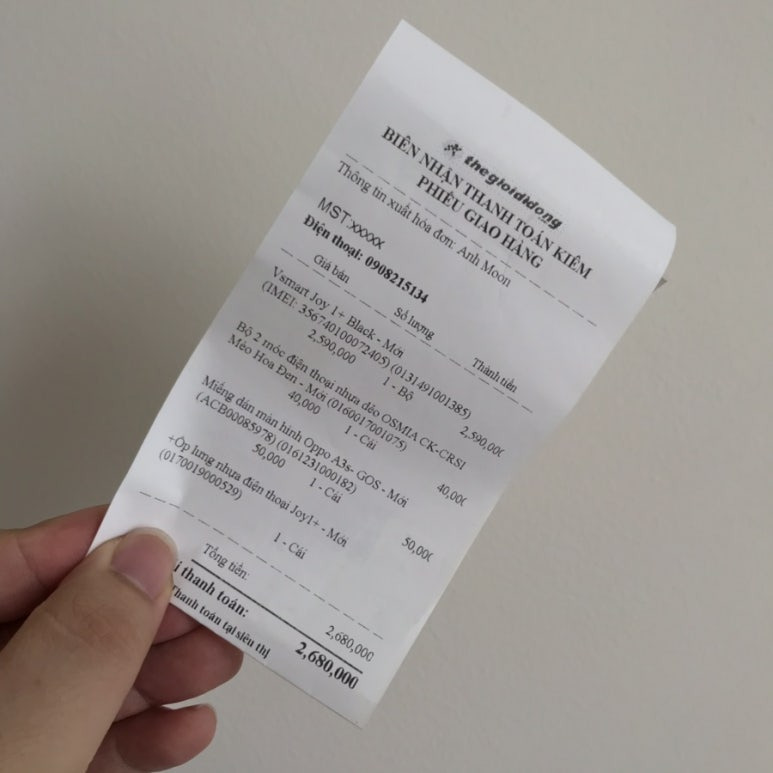 thegioididong
BIÊN NHẬN THANH TOÁN KIÊM
PHIẾU GIAO HÀNG
Thông tin xuất hóa đơn: Anh Moon
MST:xxxxx
Điện thoại: 0908215134
Giá bán Số lượng Thành tiền
Vsmart Joy 1+ Black - Mới
(IMEI: 356740100072405) (0131491001385)
2,590,000 1 - Bộ 2,590,000
Bộ 2 móc điện thoại nhựa dẻo OSMIA CK-CRS1
Mèo Hoa Đen - Mới (0160017001075)
40,000 1 - Cái 40,000
Miếng dán màn hình Oppo A3s- GOS - Mới
(ACB00085978) (0161231000182)
50,000 1 - Cái 50,000
+Ốp lưng nhựa điện thoại Joy1+ - Mới
(0170019000529)
1 - Cái
Tổng tiền: 2,680,000
i thanh toán: 2,680,000
Thanh toán tại siêu thị